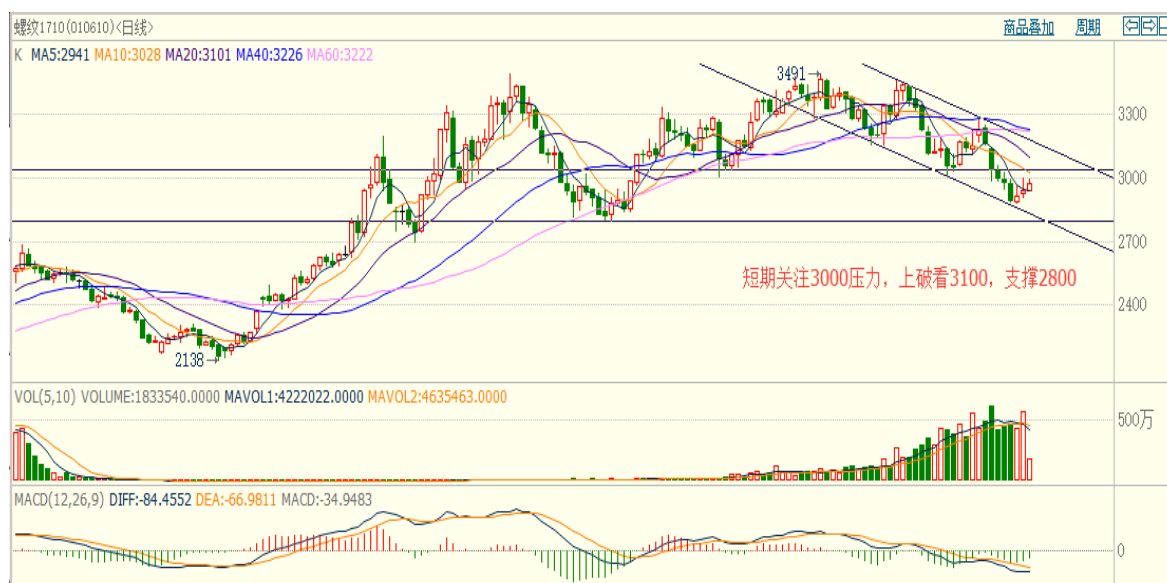 螺纹1710(010610)<日线> 商品叠加 周期
K MA5:2941 MA10:3028 MA20:3101 MA40:3226 MA60:3222
3491→
3300
3000
2700
短期关注3000压力，上破看3100，支撑2800
2400
2138→
VOL(5,10) VOLUME:1833540.0000 MAVOL1:4222022.0000 MAVOL2:4635463.0000
500万
MACD(12,26,9) DIFF:-84.4552 DEA:-66.9811 MACD:-34.9483
0